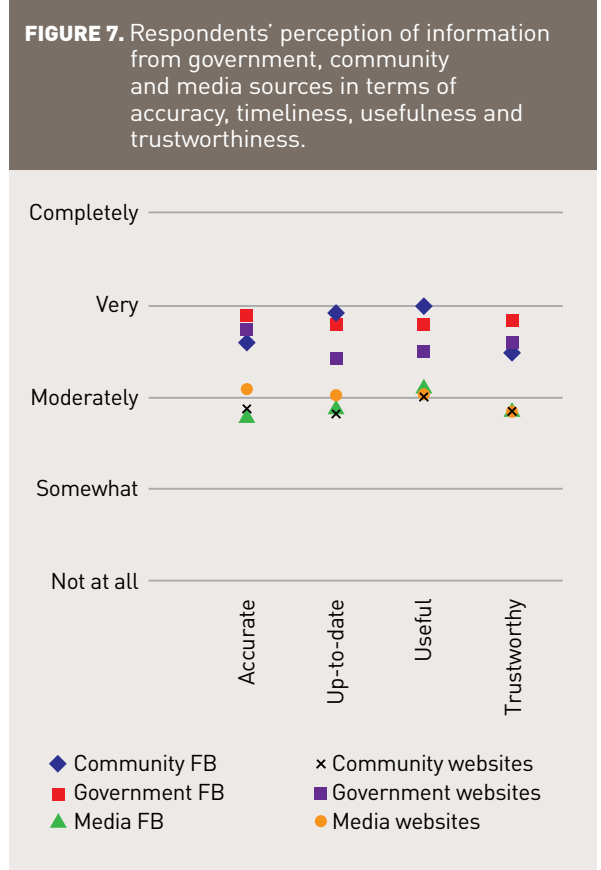 FIGURE 7. Respondents’ perception of information
from government, community
and media sources in terms of
accuracy, timeliness, usefulness and
trustworthiness.
Completely
Very
Moderately
Somewhat
Not at all
Accurate
Up-to-date
Useful
Trustworthy
Community FB
Government FB
Media FB
Community websites
Government websites
Media websites